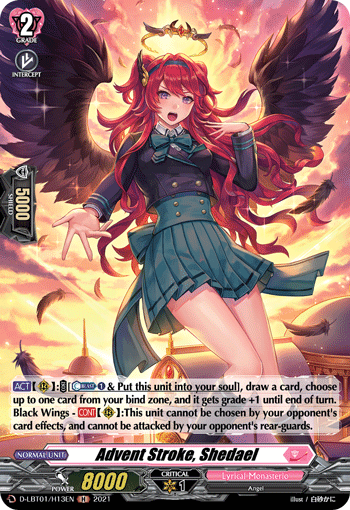 2
GRADE
INTERCEPT
5000
SHIELD
ACT【 】:[C BLAST 1 & Put this unit into your soul], draw a card, choose
up to one card from your bind zone, and it gets grade +1 until end of turn.
Black Wings - CONT【 】:This unit cannot be chosen by your opponent's
card effects, and cannot be attacked by your opponent's rear-guards.
NORMAL UNIT
Advent Stroke, Shedael
Lyrical Monasterio
Angel
POWER
8000
CRITICAL
1
D-LBT01/H13EN H 2021
illust / 白砂かに